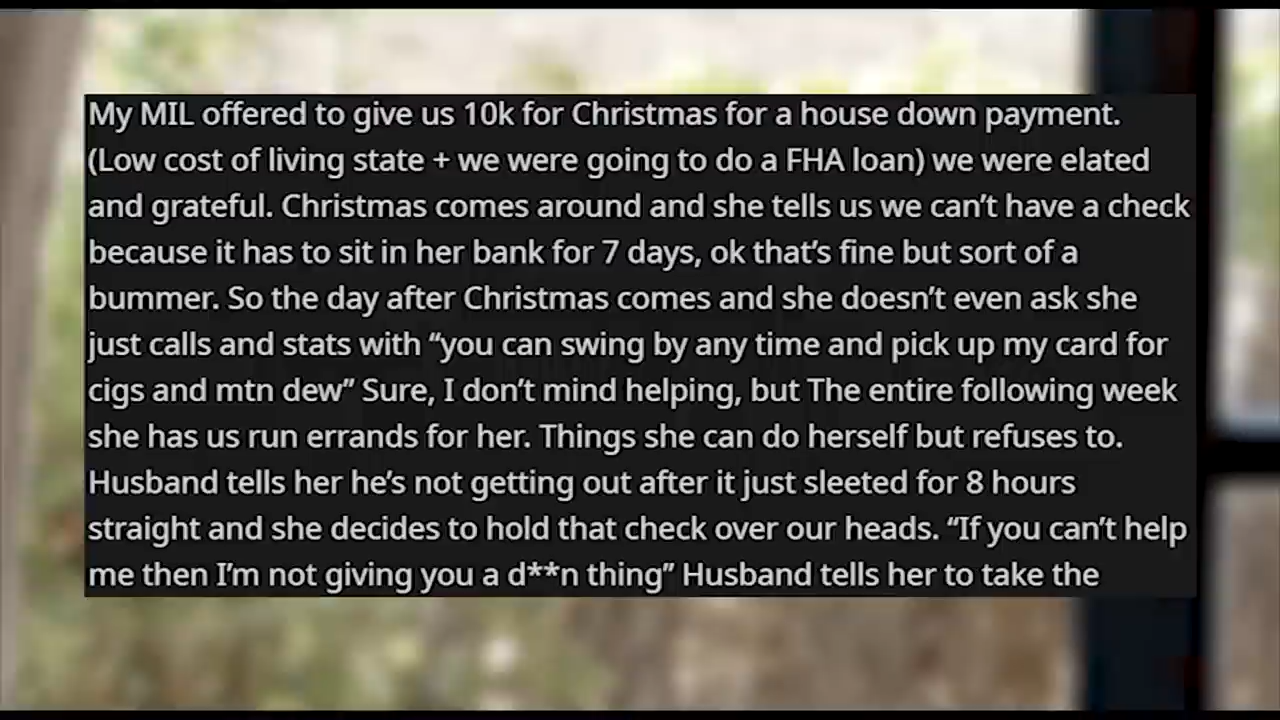 My MIL offered to give us 10k for Christmas for a house down payment.
(Low cost of living state + we were going to do a FHA loan) we were elated
and grateful. Christmas comes around and she tells us we can’t have a check
because it has to sit in her bank for 7 days, ok that’s fine but sort of a
bummer. So the day after Christmas comes and she doesn’t even ask she
just calls and stats with “you can swing by any time and pick up my card for
cigs and mtn dew” Sure, I don’t mind helping, but The entire following week
she has us run errands for her. Things she can do herself but refuses to.
Husband tells her he’s not getting out after it just sleeted for 8 hours
straight and she decides to hold that check over our heads. “If you can’t help
me then I’m not giving you a d**n thing” Husband tells her to take the